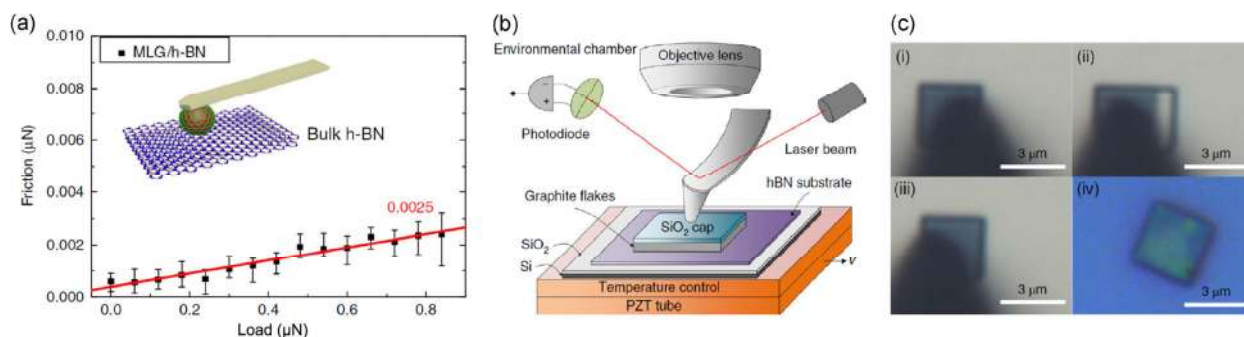 (a)
0.010
0.008
0.006
0.004
0.002
0.000
Friction (μN)
MLG/h-BN
Bulk h-BN
0.0025
0.0
0.2
0.4
0.6
0.8
Load (μN)
(b)
Environmental chamber
Objective lens
−
+
+
Photodiode
Laser beam
Graphite flakes
hBN substrate
SiO2 cap
SiO2
Si
v
Temperature control
PZT tube
(c)
(i)
3 μm
(ii)
3 μm
(iii)
3 μm
(iv)
3 μm